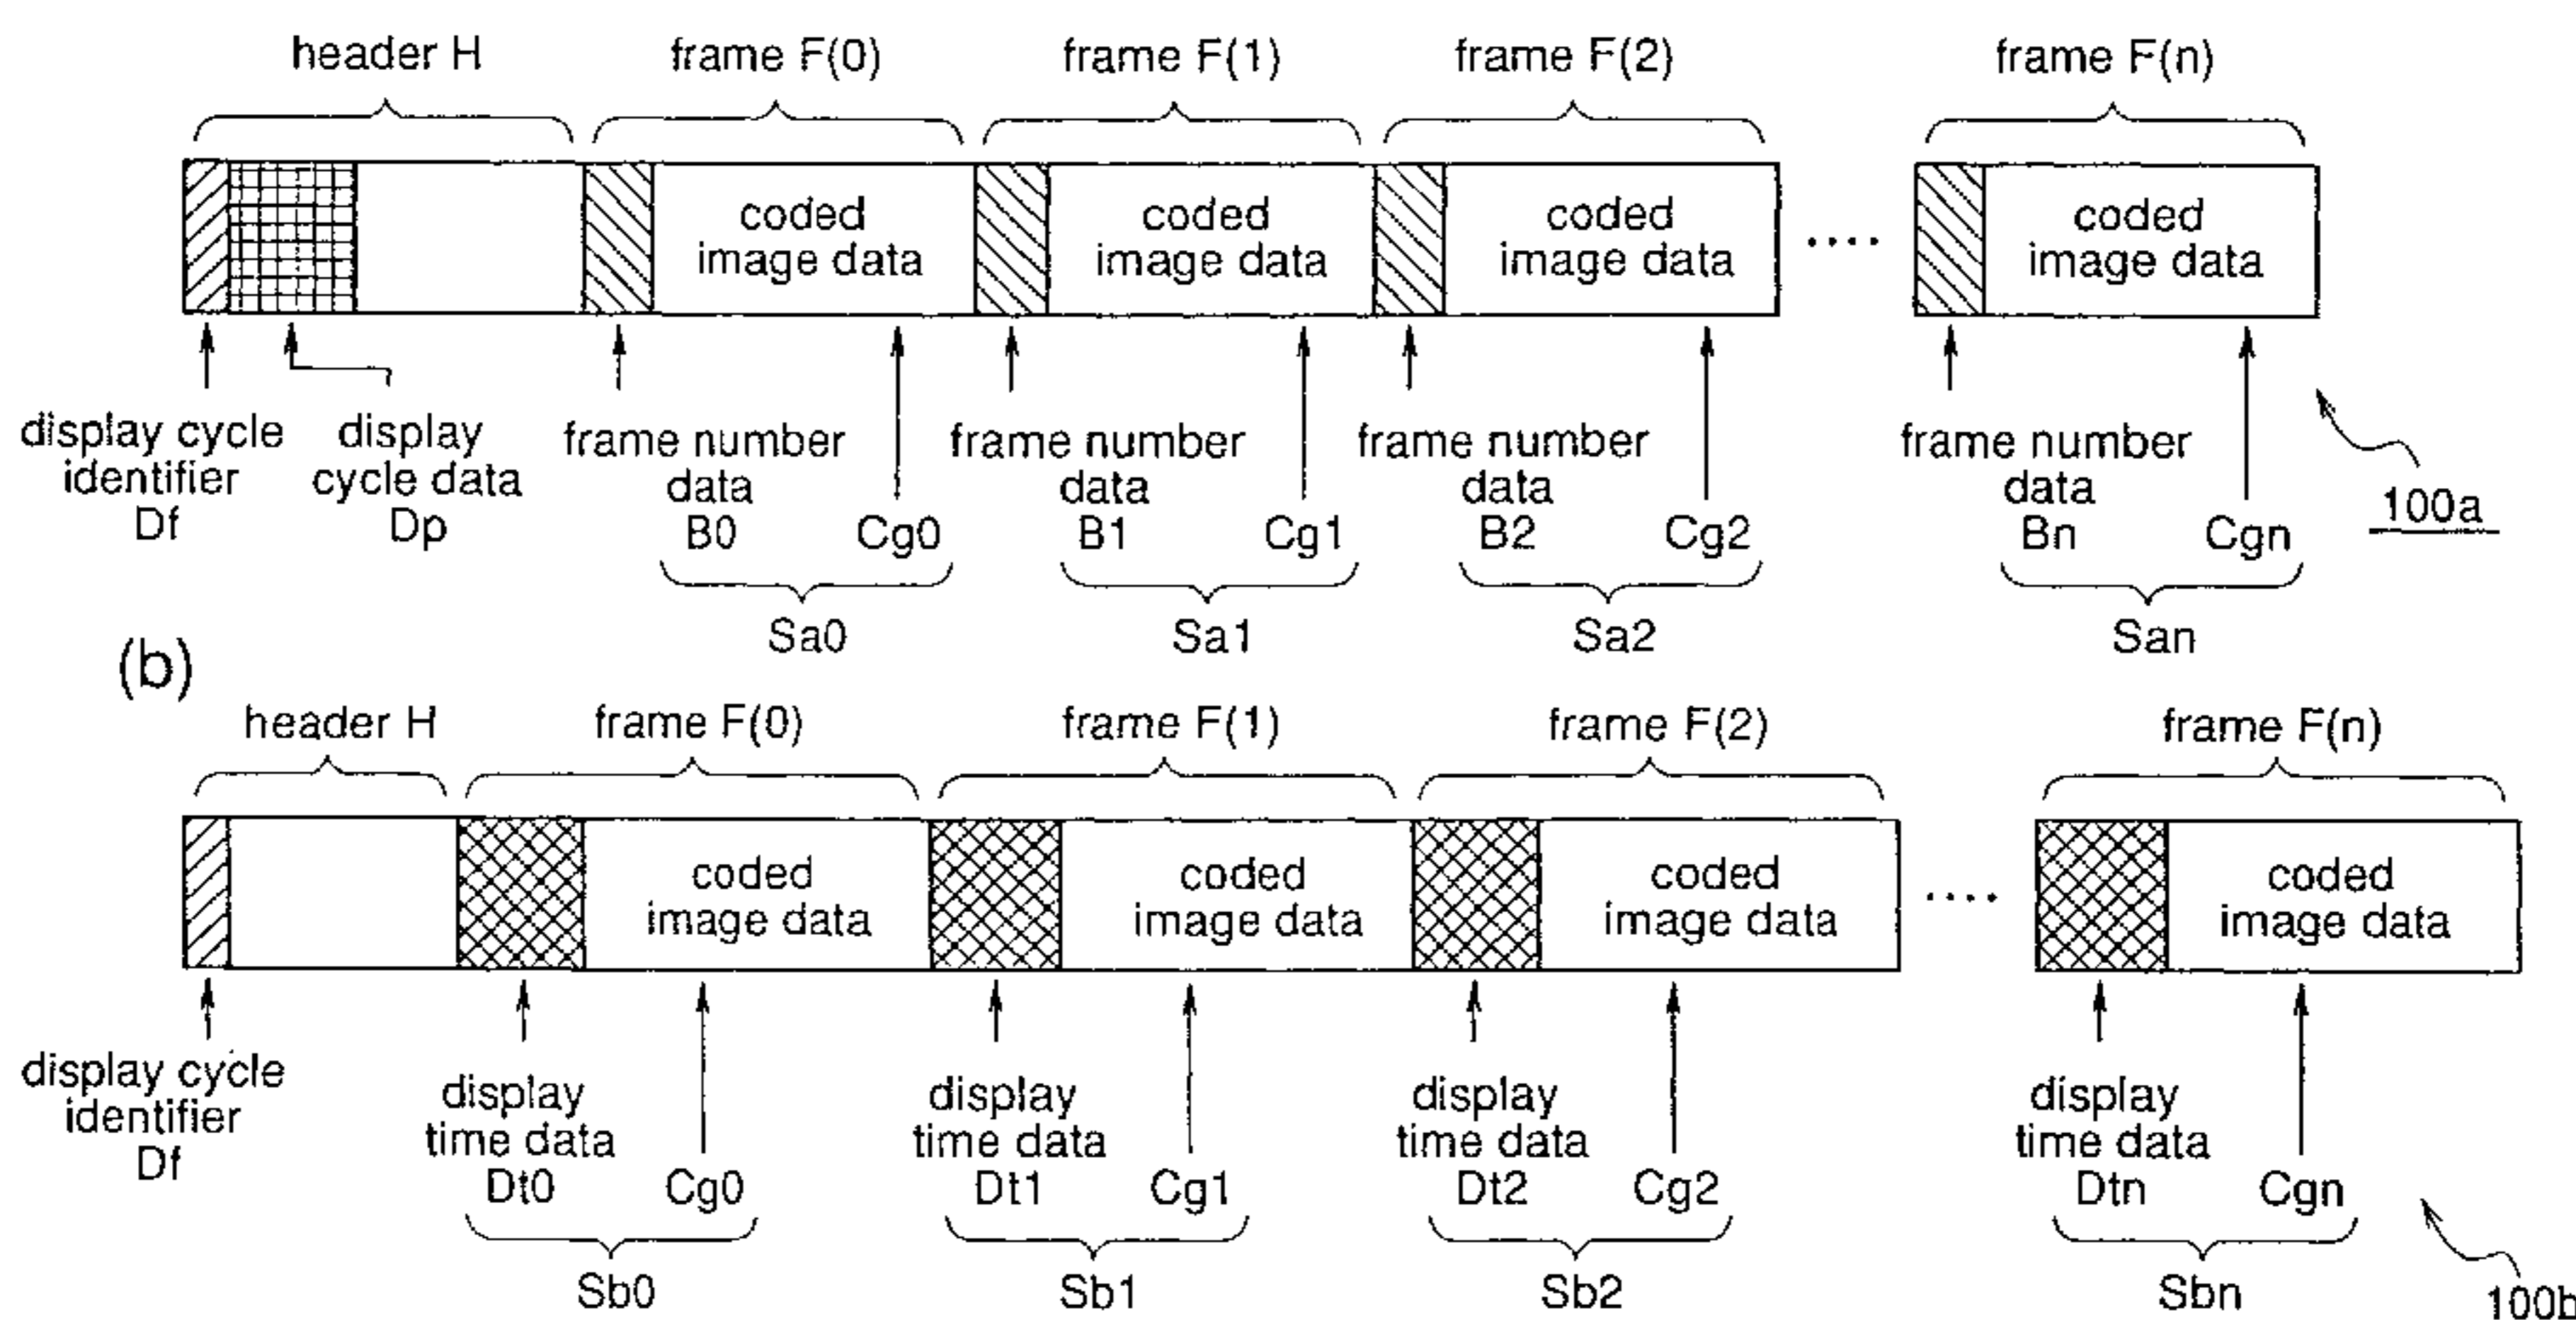 header H frame F(0) frame F(1) frame F(2) frame F(n)
coded coded coded coded
image data image data image data .... image data
display cycle display frame number frame number frame number frame number
identifier cycle data data data data data
Df Dp B0 Cg0 B1 Cg1 B2 Cg2 Bn Cgn 100a
Sa0 Sa1 Sa2 San
(b)
header H frame F(0) frame F(1) frame F(2) frame F(n)
coded coded coded coded
image data image data image data .... image data
display cycle display display display display
identifier time data time data time data time data
Df Dt0 Cg0 Dt1 Cg1 Dt2 Cg2 Dtn Cgn
Sb0 Sb1 Sb2 Sbn 100b